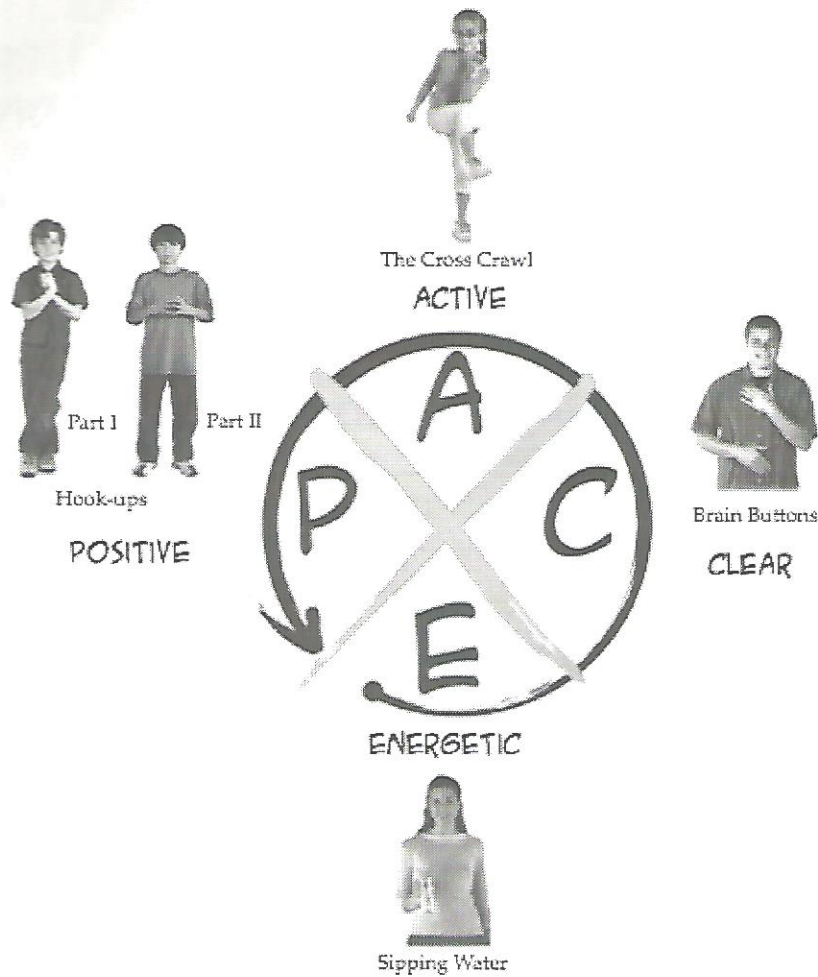 The Cross Crawl
ACTIVE
Part I
Part II
Hook-ups
POSITIVE
A
P
C
E
Brain Buttons
CLEAR
ENERGETIC
Sipping Water